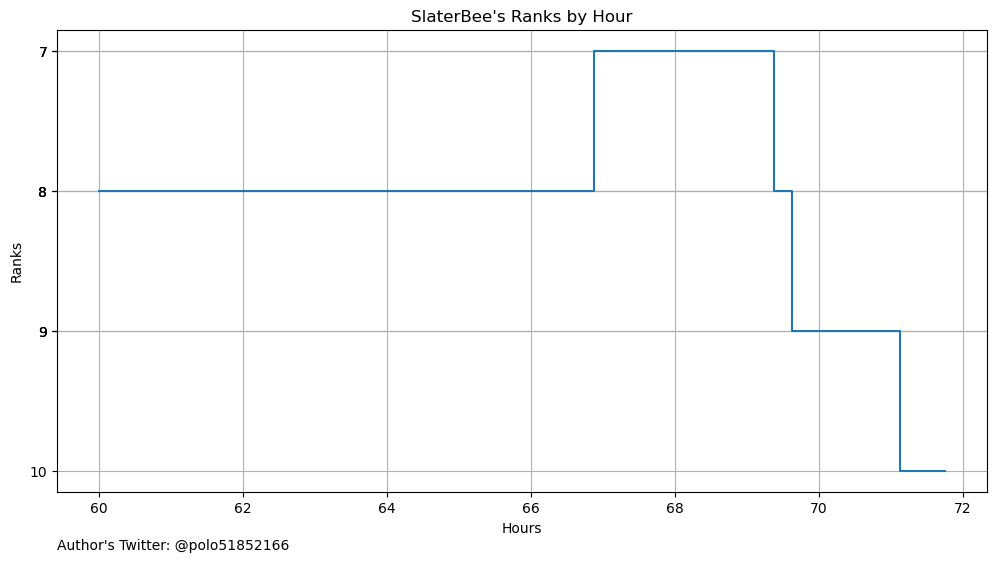 SlaterBee's Ranks by Hour
7
8
9
10
Ranks
60 62 64 66 68 70 72
Hours
Author's Twitter: @polo51852166